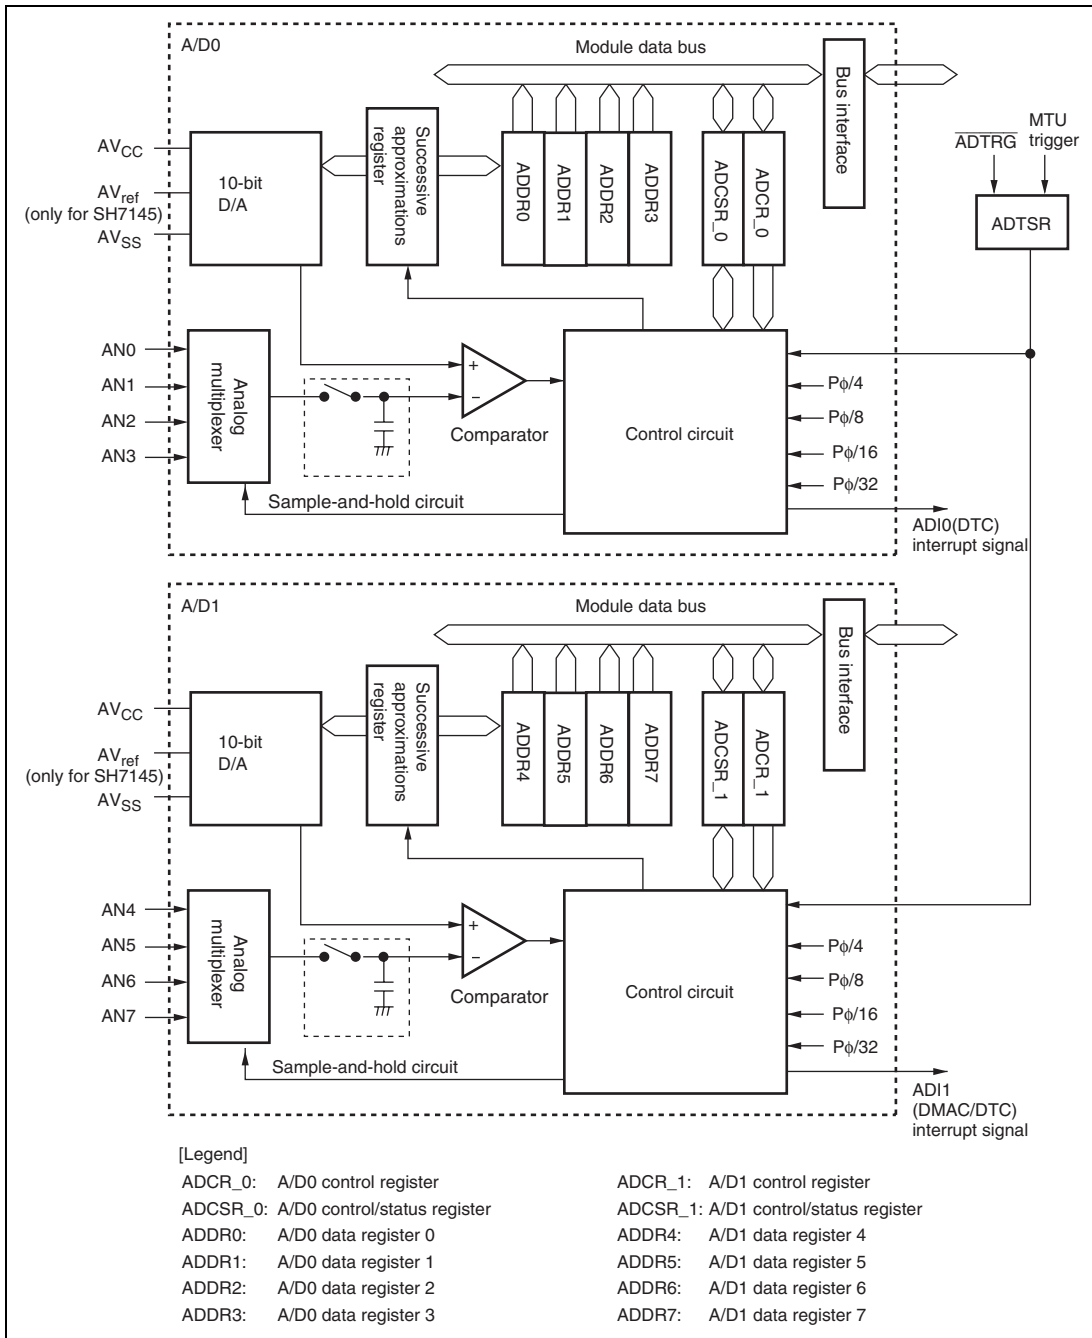 A/D0
Module data bus
Bus interface
AVCC
AVref
(only for SH7145)
AVSS
10-bit
D/A
Successive
approximations
register
ADDR0
ADDR1
ADDR2
ADDR3
ADCSR_0
ADCR_0
ADTRG
MTU
trigger
ADTSR
AN0
AN1
AN2
AN3
Analog
multiplexer
+
−
Comparator
Sample-and-hold circuit
Control circuit
Pϕ/4
Pϕ/8
Pϕ/16
Pϕ/32
ADI0(DTC)
interrupt signal
A/D1
Module data bus
Bus interface
AVCC
AVref
(only for SH7145)
AVSS
10-bit
D/A
Successive
approximations
register
ADDR4
ADDR5
ADDR6
ADDR7
ADCSR_1
ADCR_1
AN4
AN5
AN6
AN7
Analog
multiplexer
+
−
Comparator
Sample-and-hold circuit
Control circuit
Pϕ/4
Pϕ/8
Pϕ/16
Pϕ/32
ADI1
(DMAC/DTC)
interrupt signal
[Legend]
ADCR_0: A/D0 control register
ADCSR_0: A/D0 control/status register
ADDR0: A/D0 data register 0
ADDR1: A/D0 data register 1
ADDR2: A/D0 data register 2
ADDR3: A/D0 data register 3
ADCR_1: A/D1 control register
ADCSR_1: A/D1 control/status register
ADDR4: A/D1 data register 4
ADDR5: A/D1 data register 5
ADDR6: A/D1 data register 6
ADDR7: A/D1 data register 7